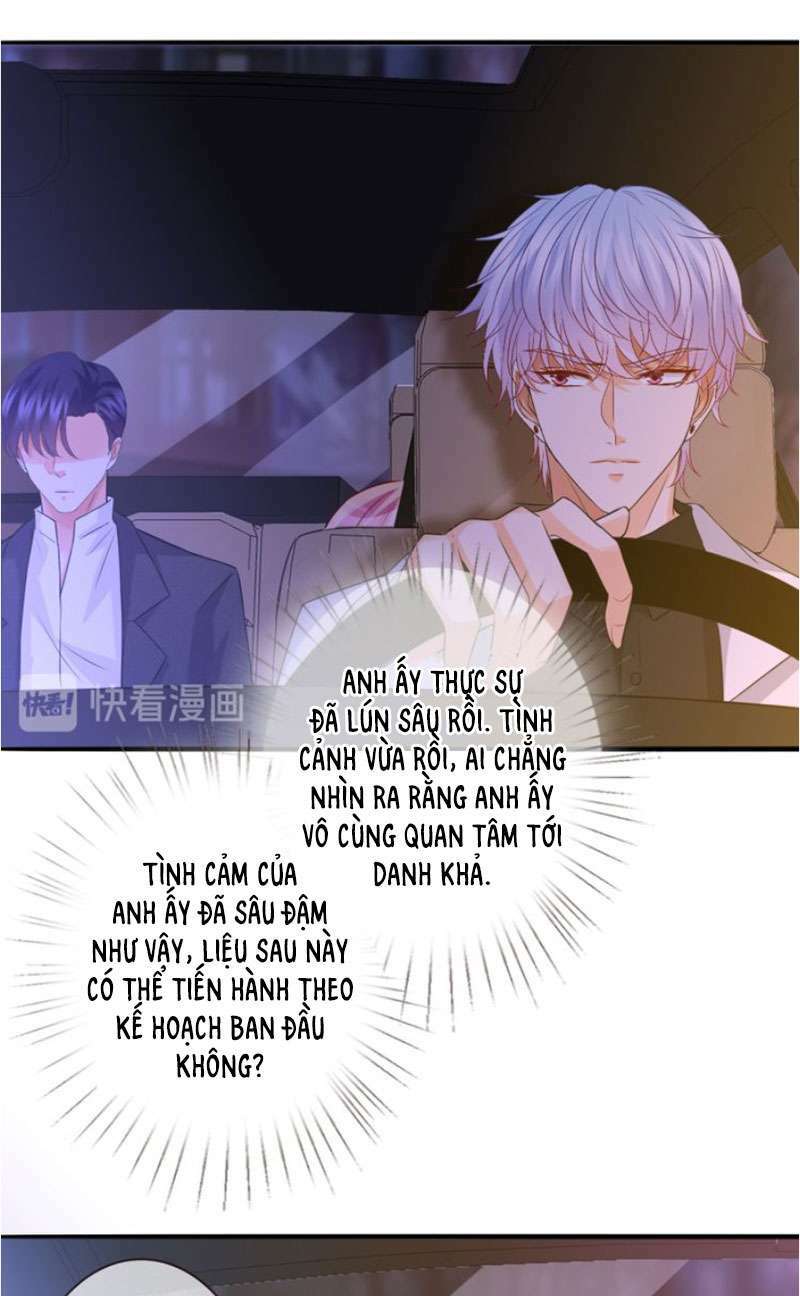 快看! 快看漫画
ANH ẤY THỰC SỰ
ĐÃ LÚN SÂU RỒI. TÌNH
CẢNH VỪA RỒI, AI CHẲNG
NHÌN RA RẰNG ANH ẤY
VÔ CÙNG QUAN TÂM TỚI
DANH KHẢ.
TÌNH CẢM CỦA
ANH ẤY ĐÃ SÂU ĐẬM
NHƯ VẬY, LIỆU SAU NÀY
CÓ THỂ TIẾN HÀNH THEO
KẾ HOẠCH BAN ĐẦU
KHÔNG?